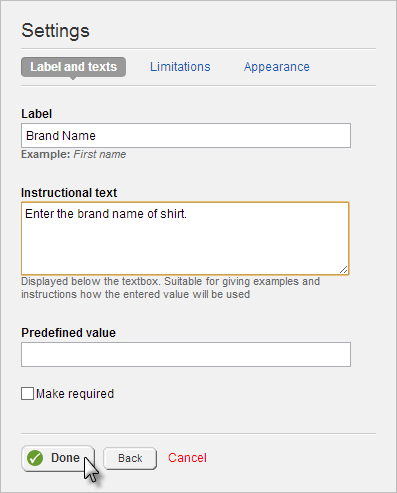 Settings
Label and texts Limitations Appearance
Label
Brand Name
Example: First name
Instructional text
Enter the brand name of shirt.
Displayed below the textbox. Suitable for giving examples and
instructions how the entered value will be used
Predefined value
Make required
Done Back Cancel